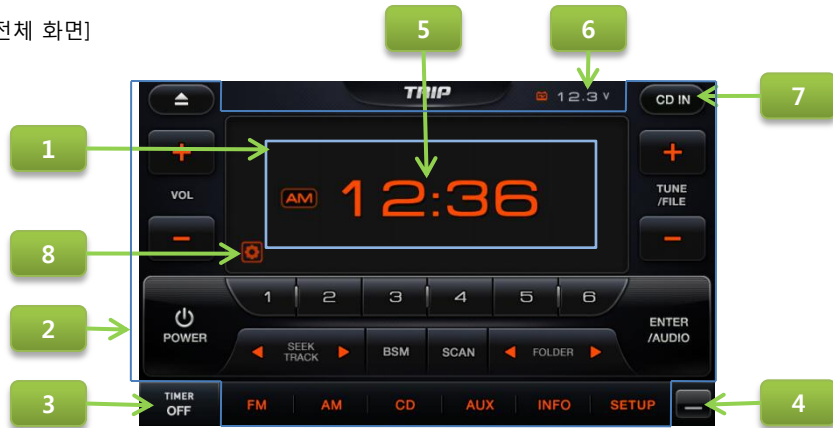 전체 화면]
5
6
TRIP
12.3 V
CD IN
7
1
+
+
VOL
AM
12:36
TUNE
/FILE
-
-
8
1 2 3 4 5 6
2
POWER
ENTER
/AUDIO
SEEK
TRACK
BSM
SCAN
FOLDER
3
TIMER
OFF
FM
AM
CD
AUX
INFO
SETUP
4